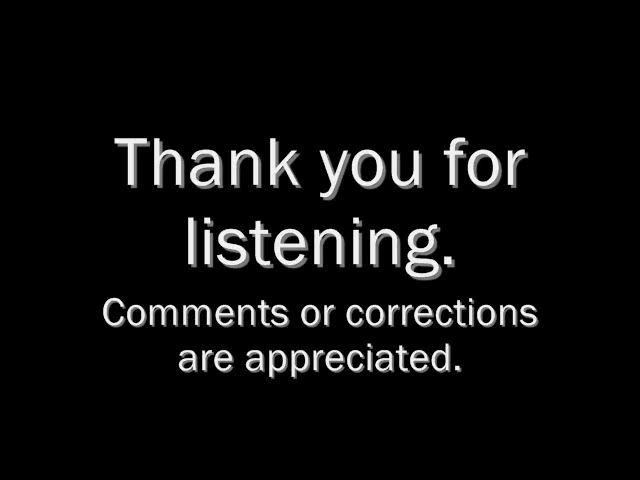 Thank you for
listening.
Comments or corrections
are appreciated.